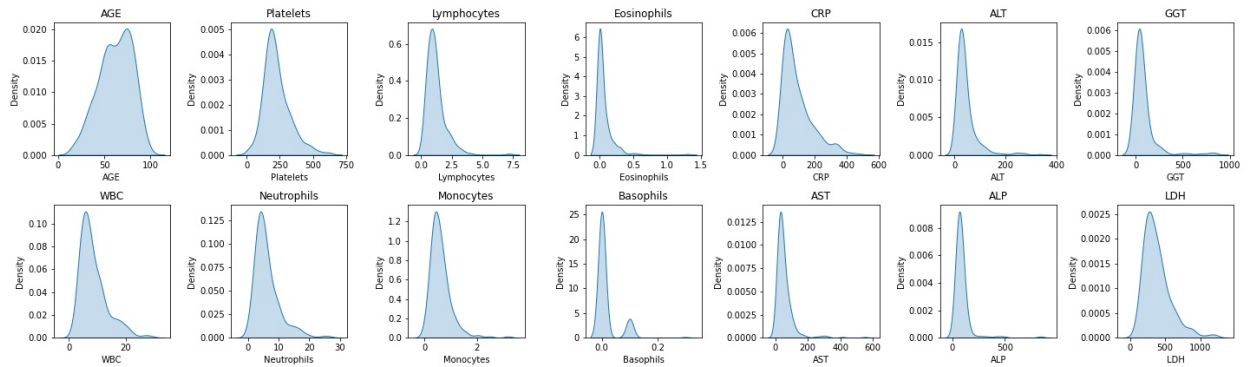 AGE Platelets Lymphocytes Eosinophils CRP ALT GGT
Density
0.020
0.015
0.010
0.005
0.000
0 50 100
AGE
Density
0.005
0.004
0.003
0.002
0.001
0.000
0 250 500 750
Platelets
Density
0.6
0.4
0.2
0.0
0.0 2.5 5.0 7.5
Lymphocytes
Density
6
5
4
3
2
1
0
0.0 0.5 1.0 1.5
Eosinophils
Density
0.006
0.005
0.004
0.003
0.002
0.001
0.000
0 200 400 600
CRP
Density
0.015
0.010
0.005
0.000
0 200 400
ALT
Density
0.006
0.005
0.004
0.003
0.002
0.001
0.000
0 500 1000
GGT
WBC Neutrophils Monocytes Basophils AST ALP LDH
Density
0.10
0.08
0.06
0.04
0.02
0.00
0 20
WBC
Density
0.125
0.100
0.075
0.050
0.025
0.000
0 10 20 30
Neutrophils
Density
1.2
1.0
0.8
0.6
0.4
0.2
0.0
0 2
Monocytes
Density
25
20
15
10
5
0
0.0 0.2
Basophils
Density
0.0125
0.0100
0.0075
0.0050
0.0025
0.0000
0 200 400 600
AST
Density
0.008
0.006
0.004
0.002
0.000
0 500
ALP
Density
0.0025
0.0020
0.0015
0.0010
0.0005
0.0000
0 500 1000
LDH